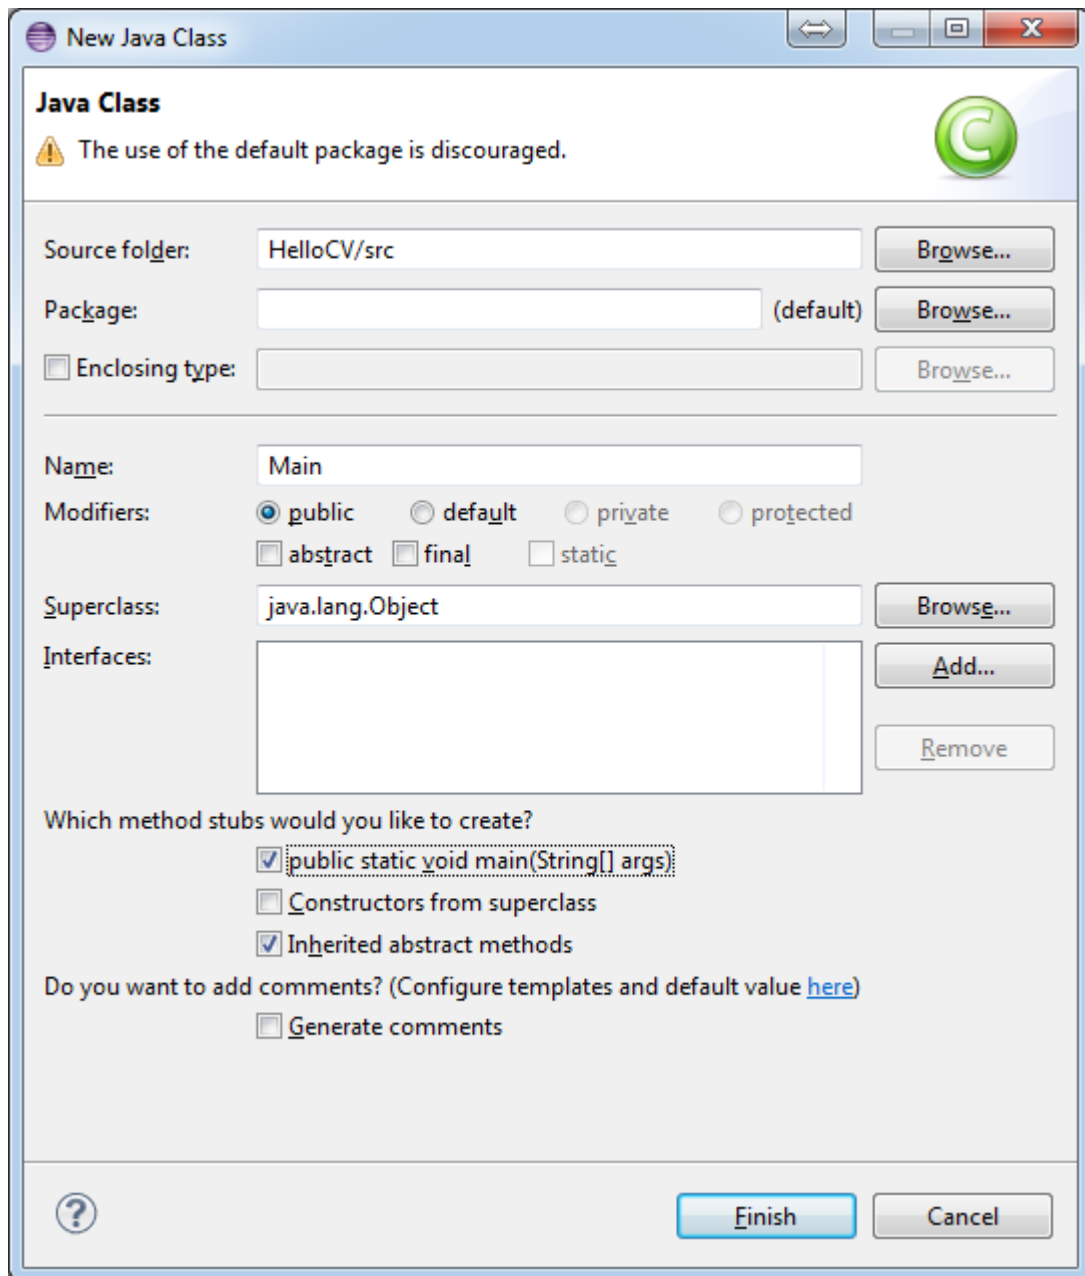 New Java Class
Java Class
The use of the default package is discouraged.
Source folder: HelloCV/src Browse...
Package: (default) Browse...
Enclosing type: Browse...
Name: Main
Modifiers: public default private protected
abstract final static
Superclass: java.lang.Object Browse...
Interfaces: Add...
Remove
Which method stubs would you like to create?
public static void main(String[] args)
Constructors from superclass
Inherited abstract methods
Do you want to add comments? (Configure templates and default value here)
Generate comments
Finish Cancel